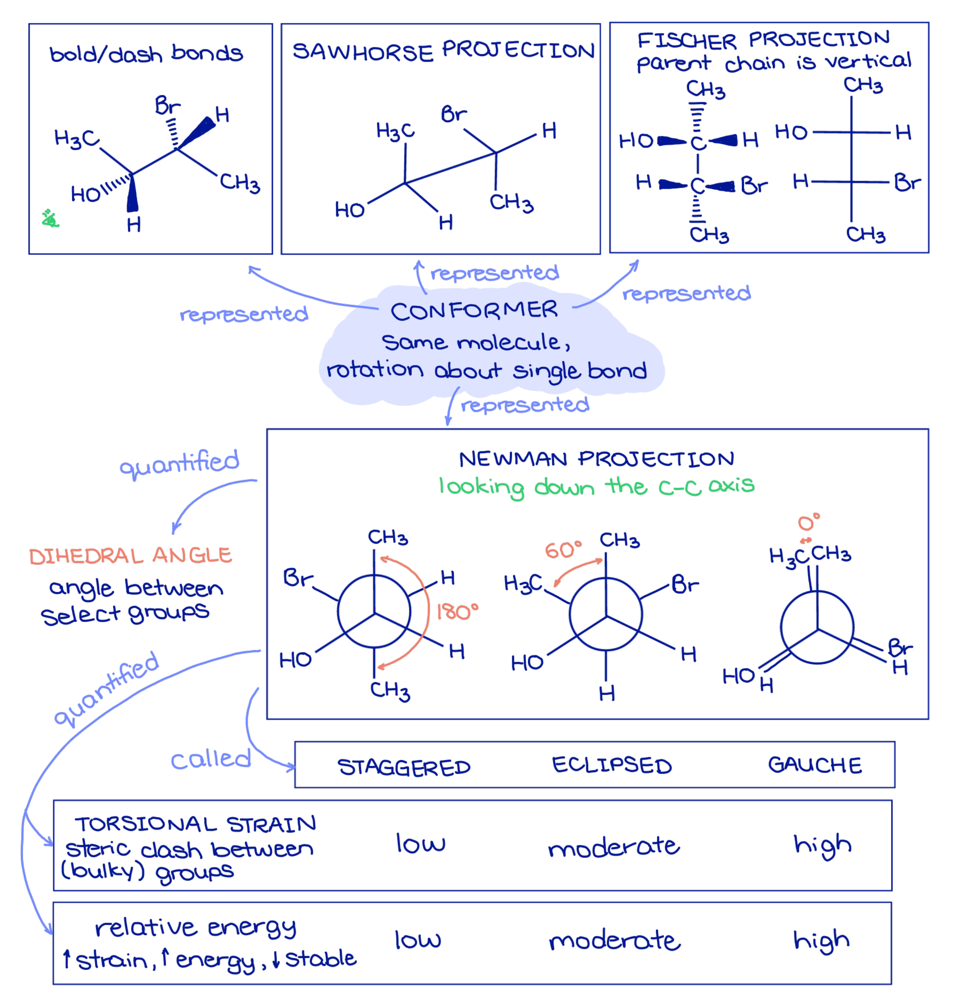 bold/dash bonds
Br
H
H3C
HO
CH3
H
SAWHORSE PROJECTION
Br
H3C
H
HO
CH3
H
FISCHER PROJECTION
parent chain is vertical
CH3
HO C H
H C Br
CH3
CH3
HO H
H Br
CH3
represented
represented
represented
CONFORMER
Same molecule,
rotation about single bond
represented
quantified
NEWMAN PROJECTION
looking down the C-C axis
DIHEDRAL ANGLE
angle between
select groups
CH3
Br
H
180°
HO
H
CH3
60°
CH3
H3C
Br
HO
H
H
0°
H3C CH3
Br
H
HO
H
quantified
called
STAGGERED ECLIPSED GAUCHE
TORSIONAL STRAIN
steric clash between
(bulky) groups
low moderate high
relative energy
↑ strain, ↑ energy, ↓ stable
low moderate high